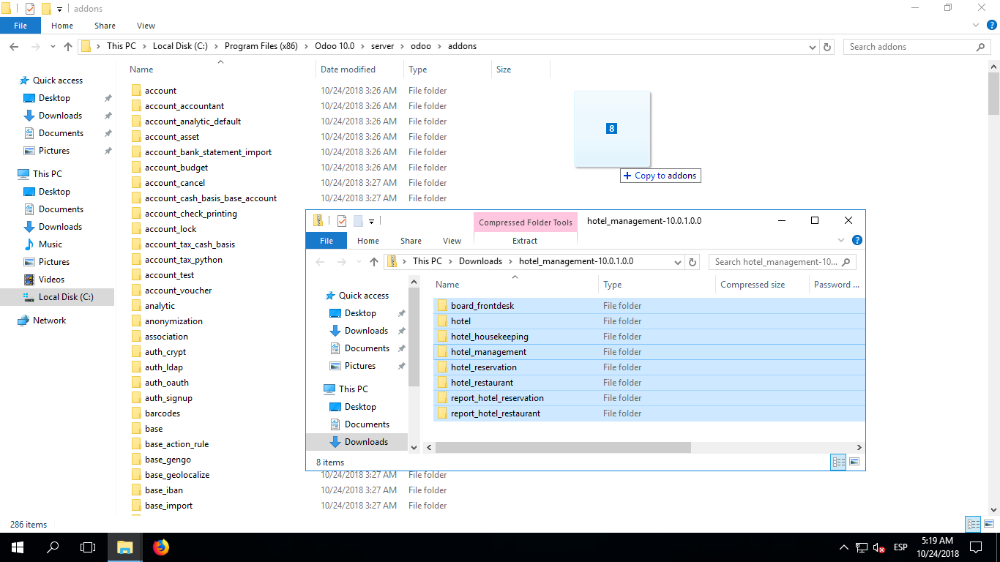 addons
File Home Share View
This PC Local Disk (C:) Program Files (x86) Odoo 10.0 server odoo addons
Search addons
Quick access
Desktop
Downloads
Documents
Pictures
This PC
Desktop
Documents
Downloads
Music
Pictures
Videos
Local Disk (C:)
Network
Name Date modified Type Size
account 10/24/2018 3:26 AM File folder
account_accountant 10/24/2018 3:26 AM File folder
account_analytic_default 10/24/2018 3:26 AM File folder
account_asset 10/24/2018 3:26 AM File folder
account_bank_statement_import 10/24/2018 3:26 AM File folder
account_budget 10/24/2018 3:26 AM File folder
account_cancel 10/24/2018 3:27 AM File folder
account_cash_basis_base_account 10/24/2018 3:27 AM File folder
account_check_printing
account_lock
account_tax_cash_basis
account_tax_python
account_test
account_voucher
analytic
anonymization
association
auth_crypt
auth_ldap
auth_oauth
auth_signup
barcodes
base
base_action_rule
base_gengo
base_geolocalize 10/24/2018 3:27 AM File folder
base_iban 10/24/2018 3:27 AM File folder
base_import 10/24/2018 3:27 AM File folder
8
Copy to addons
Compressed Folder Tools hotel_management-10.0.1.0.0
File Home Share View Extract
This PC Downloads hotel_management-10.0.1.0.0
Search hotel_management-10...
Quick access
Desktop
Downloads
Documents
Pictures
This PC
Desktop
Documents
Downloads
Name Type Compressed size Password ...
board_frontdesk File folder
hotel File folder
hotel_housekeeping File folder
hotel_management File folder
hotel_reservation File folder
hotel_restaurant File folder
report_hotel_reservation File folder
report_hotel_restaurant File folder
8 items
286 items
ESP
5:19 AM
10/24/2018